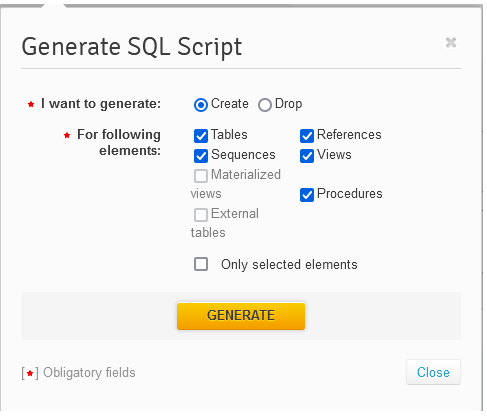 Generate SQL Script
I want to generate: Create Drop
For following elements:
Tables References
Sequences Views
Materialized views
Procedures
External tables
Only selected elements
GENERATE
[★] Obligatory fields
Close